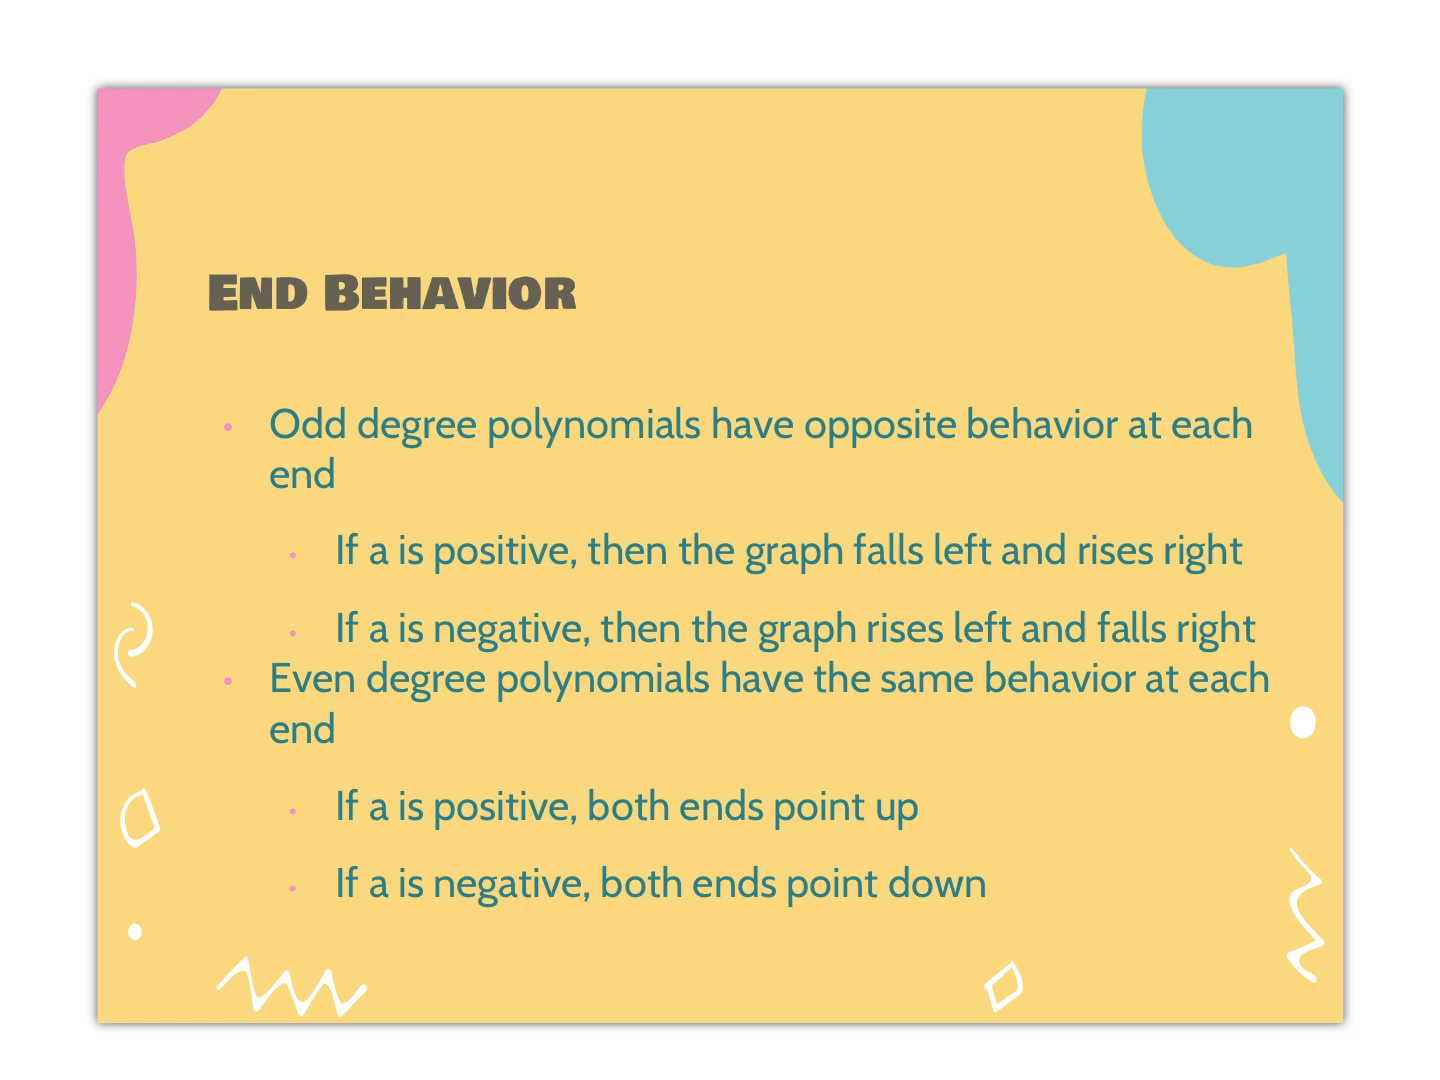 End Behavior
• Odd degree polynomials have opposite behavior at each
end
• If a is positive, then the graph falls left and rises right
• If a is negative, then the graph rises left and falls right
• Even degree polynomials have the same behavior at each
end
• If a is positive, both ends point up
• If a is negative, both ends point down